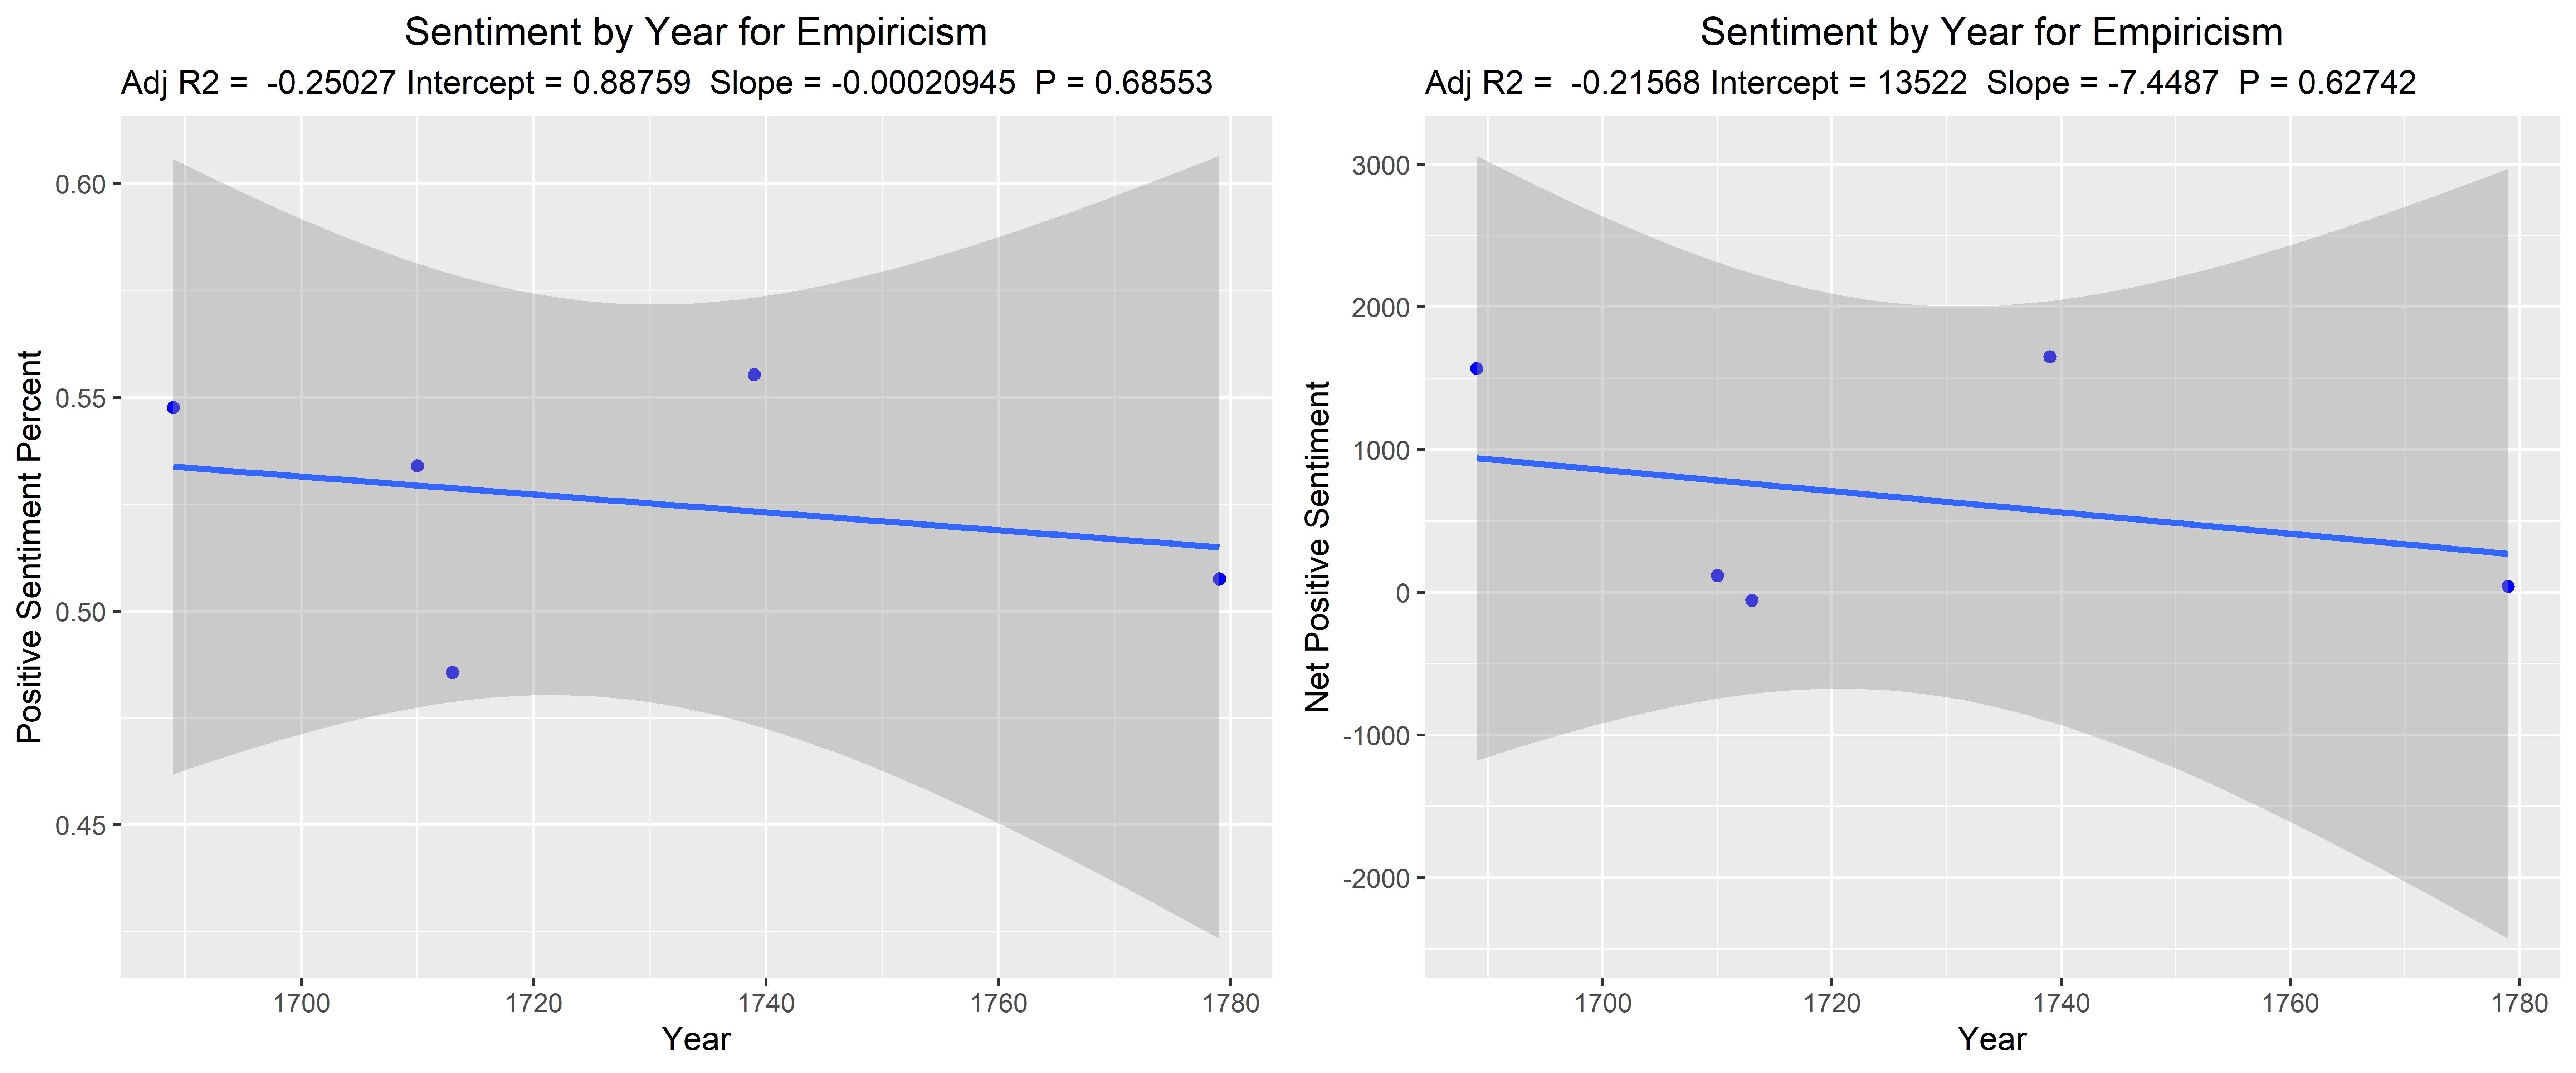 Sentiment by Year for Empiricism
Adj R2 =  -0.25027 Intercept = 0.88759  Slope = -0.00020945  P = 0.68553
Positive Sentiment Percent
0.60
0.55
0.50
0.45
1700
1720
1740
1760
1780
Year
Sentiment by Year for Empiricism
Adj R2 =  -0.21568 Intercept = 13522  Slope = -7.4487  P = 0.62742
Net Positive Sentiment
3000
2000
1000
0
-1000
-2000
1700
1720
1740
1760
1780
Year